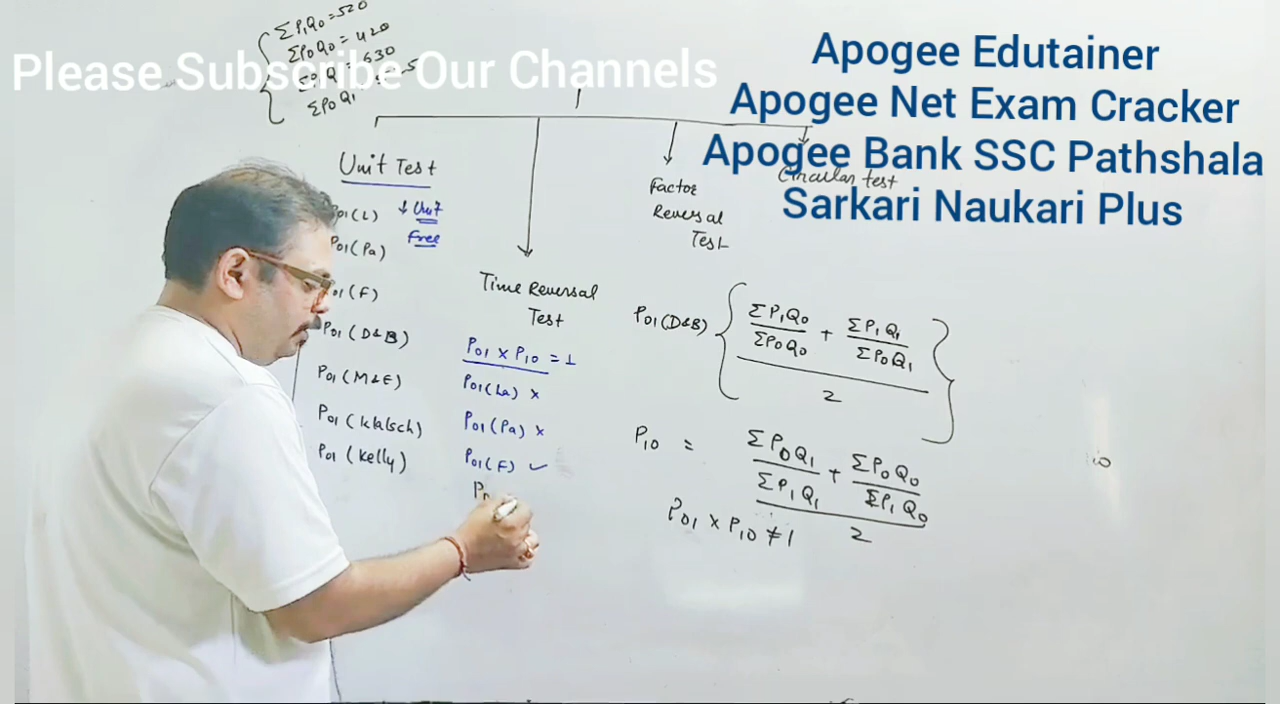 ΣP₁Q₀ = 520
ΣP₀Q₀ = 420
ΣP₀Q₁
Please Subscribe Our Channels
Apogee Edutainer
Apogee Net Exam Cracker
Apogee Bank SSC Pathshala
Sarkari Naukari Plus
Unit Test
↓ Unit
Free
P₀₁(L)
P₀₁(Pa)
P₀₁(F)
P₀₁(D&B)
P₀₁(M&E)
P₀₁(Klalsch)
P₀₁(Kelly)
Time Reversal
Test
P₀₁ × P₁₀ = 1
P₀₁(La) ×
P₀₁(Pa) ×
P₀₁(F) ✓
Factor
Reversal
Test
Circular test
P₀₁(D&B) { (ΣP₁Q₀/ΣP₀Q₀ + ΣP₁Q₁/ΣP₀Q₁) / 2 }
P₁₀ = (ΣP₀Q₁/ΣP₁Q₁ + ΣP₀Q₀/ΣP₁Q₀) / 2
P₀₁ × P₁₀ ≠ 1